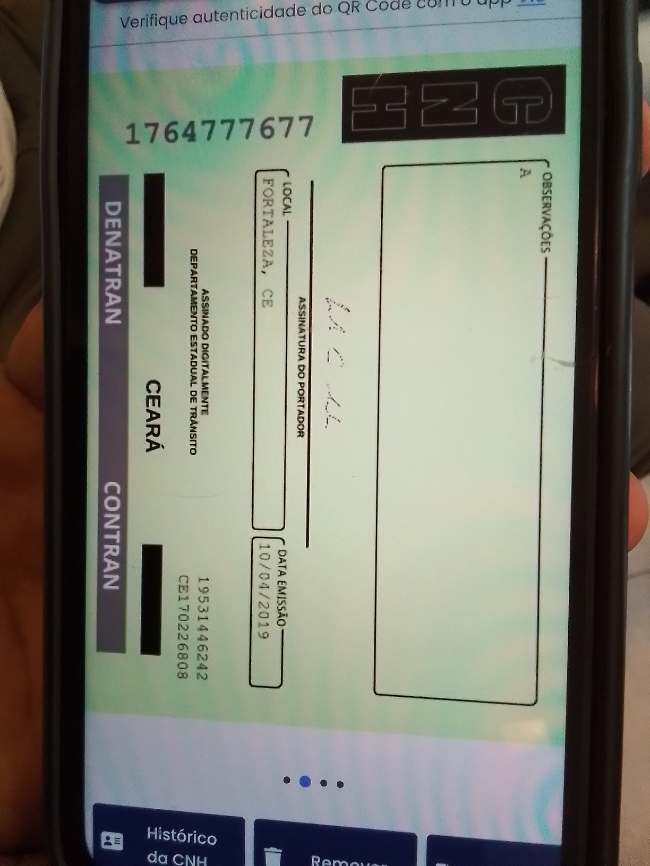 Verifique autenticidade do QR Code com o app Vio
CNH
1764777677
OBSERVAÇÕES
A
ASSINATURA DO PORTADOR
LOCAL
FORTALEZA, CE
DATA EMISSÃO
10/04/2019
ASSINADO DIGITALMENTE
DEPARTAMENTO ESTADUAL DE TRÂNSITO
19531446242
CE170226808
CEARÁ
DENATRAN CONTRAN
Histórico
da CNH
Remover